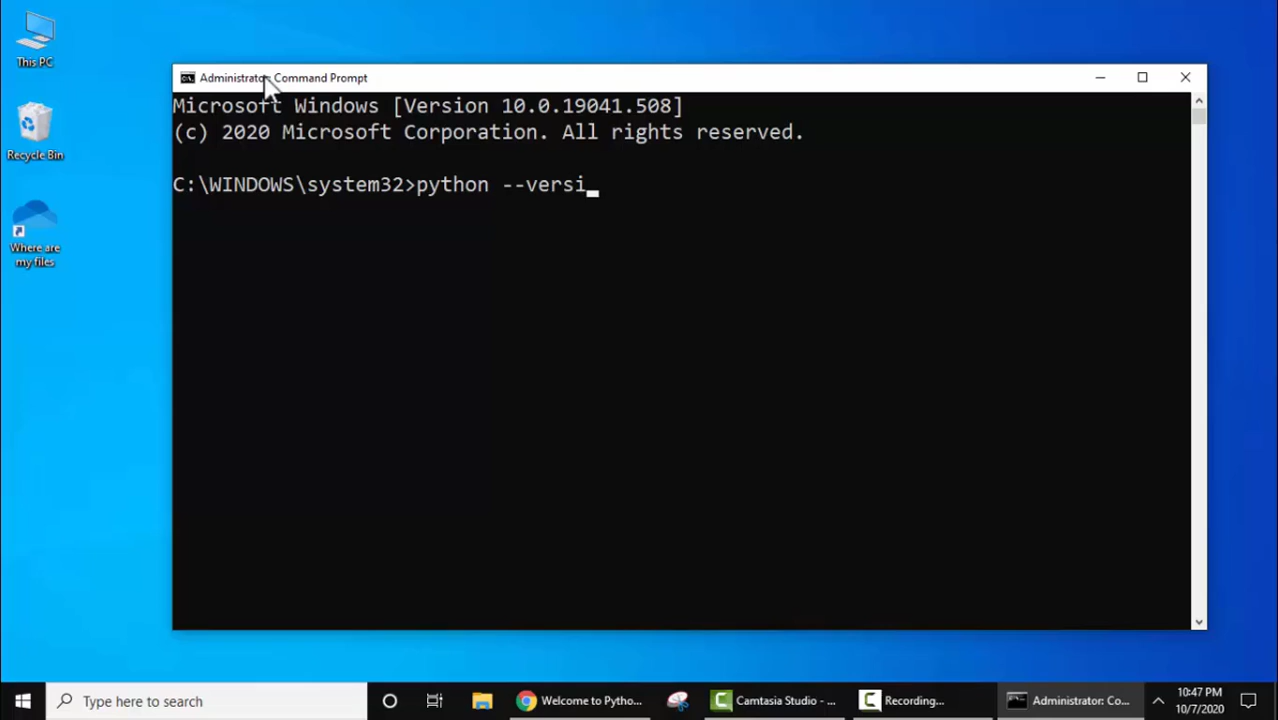 This PC
Recycle Bin
Where are
my files
Administrator: Command Prompt
Microsoft Windows [Version 10.0.19041.508]
(c) 2020 Microsoft Corporation. All rights reserved.
C:\WINDOWS\system32>python --versi_
Type here to search
Welcome to Pytho...
Camtasia Studio - ...
Recording...
Administrator: Co...
10:47 PM
10/7/2020